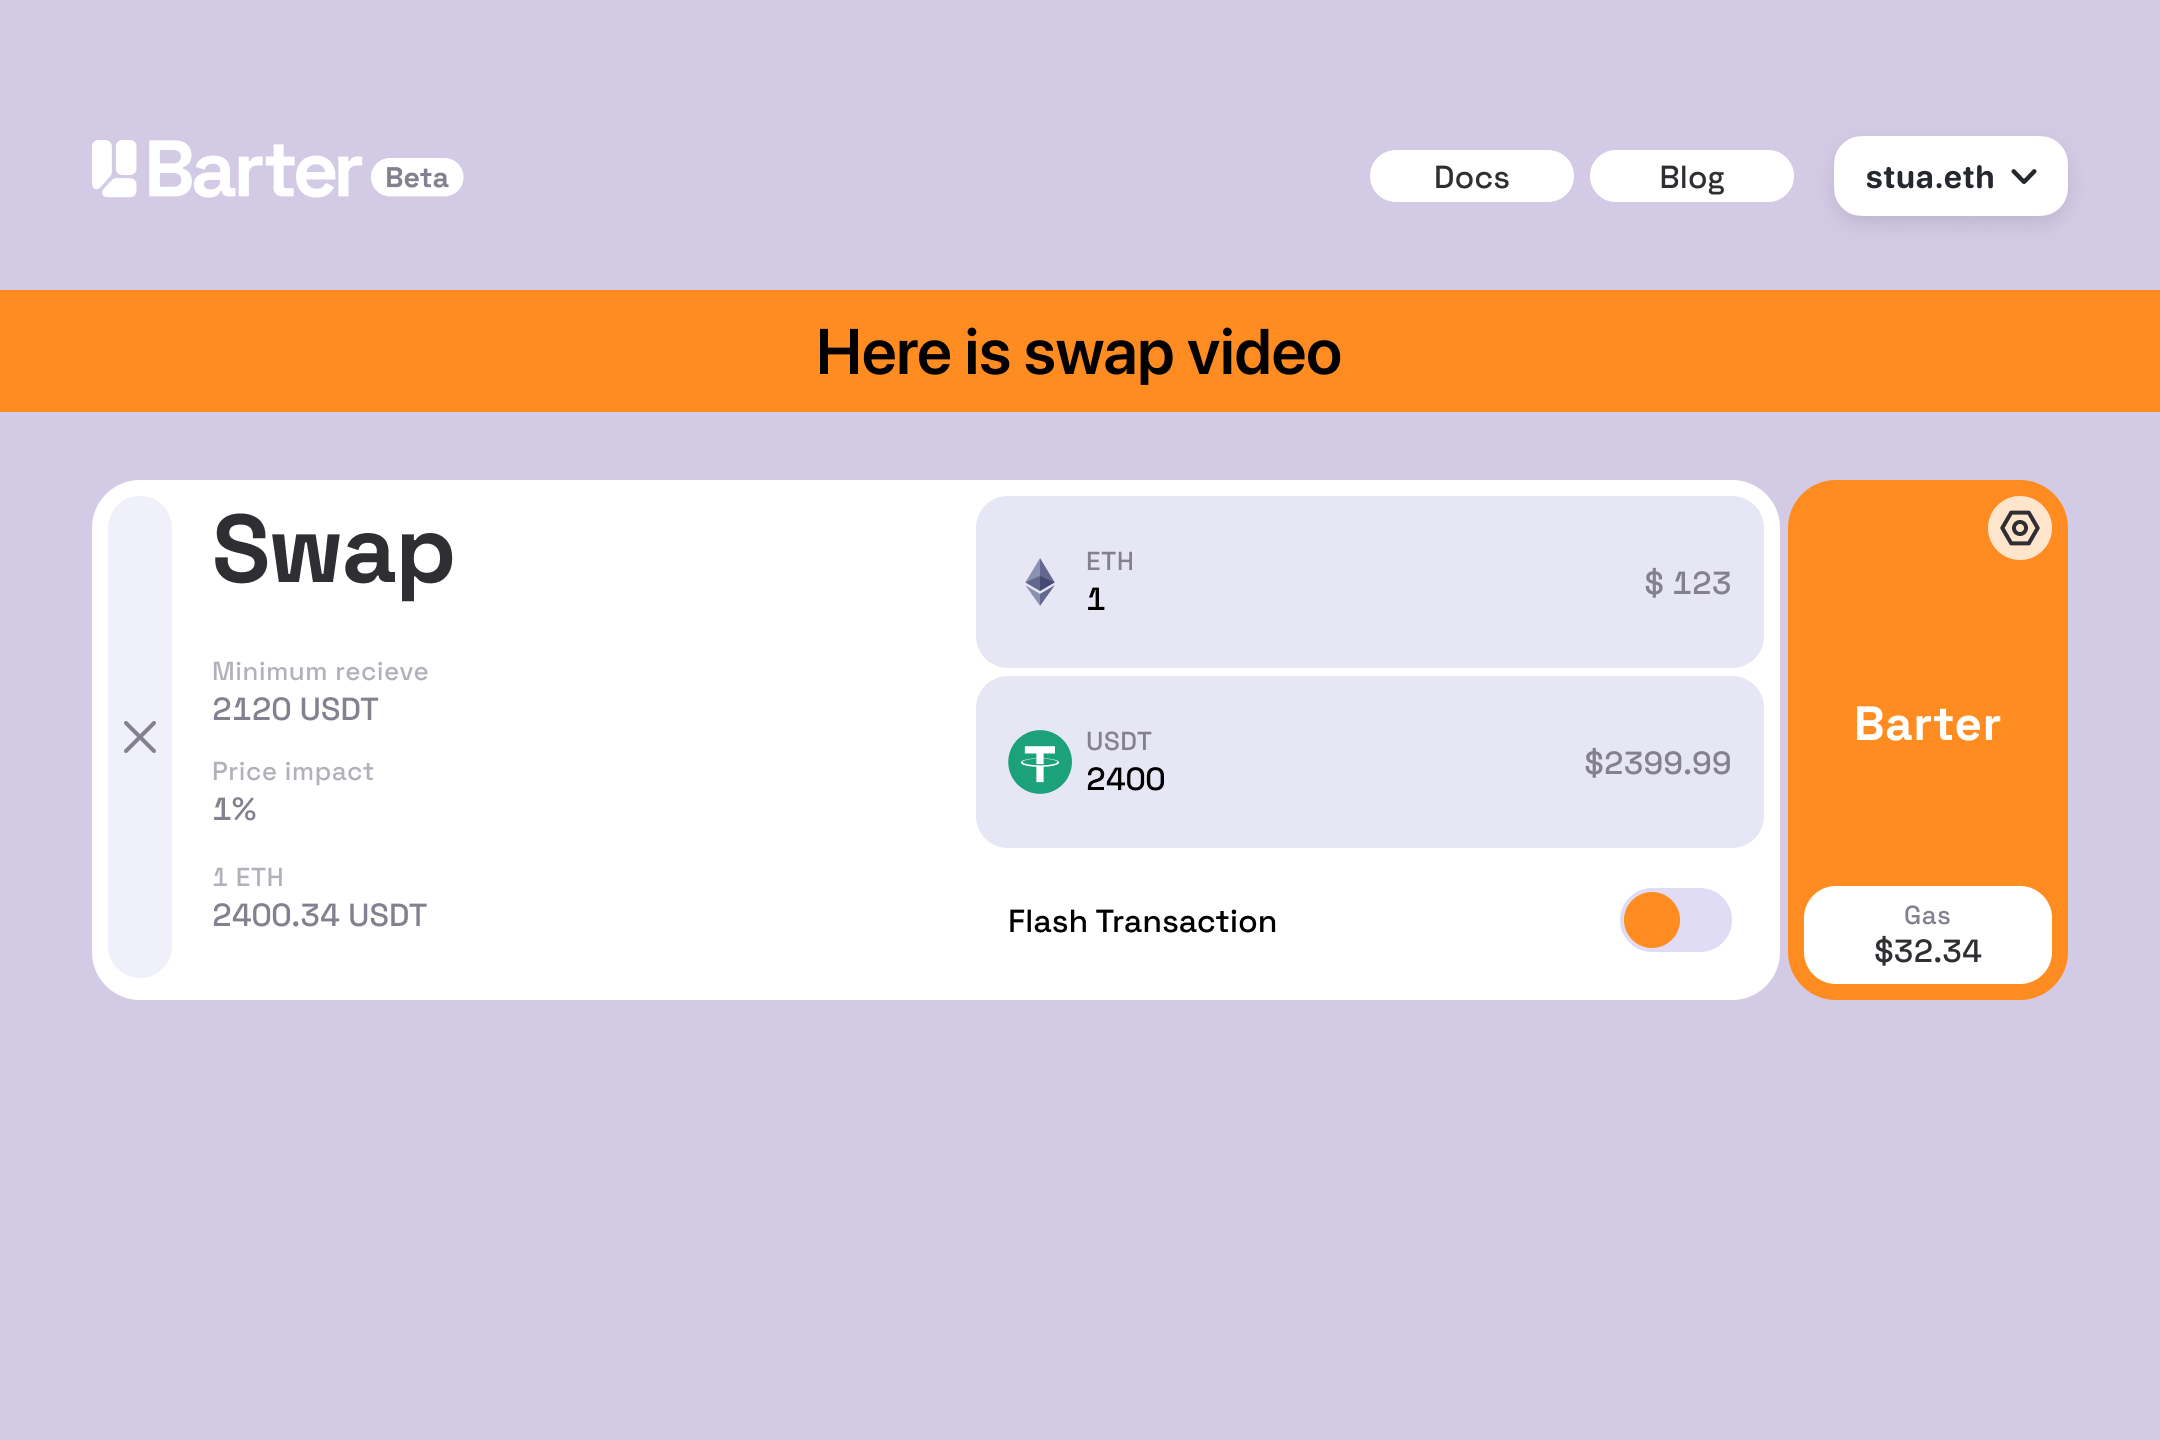 Barter Beta
Docs
Blog
stua.eth
Here is swap video
Swap
Minimum recieve
2120 USDT
Price impact
1%
1 ETH
2400.34 USDT
ETH
1
$ 123
USDT
2400
$2399.99
Flash Transaction
Barter
Gas
$32.34